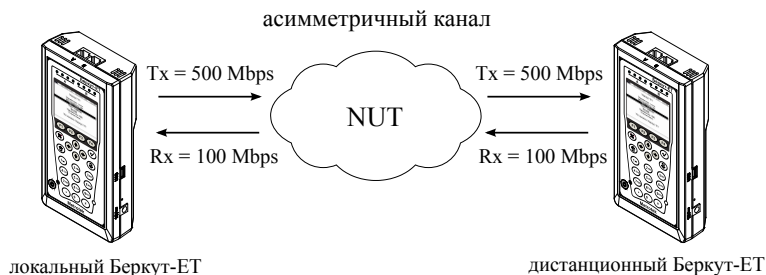 асимметричный канал
Tx = 500 Mbps
Tx = 500 Mbps
NUT
Rx = 100 Mbps
Rx = 100 Mbps
локальный Беркут-ET
дистанционный Беркут-ET